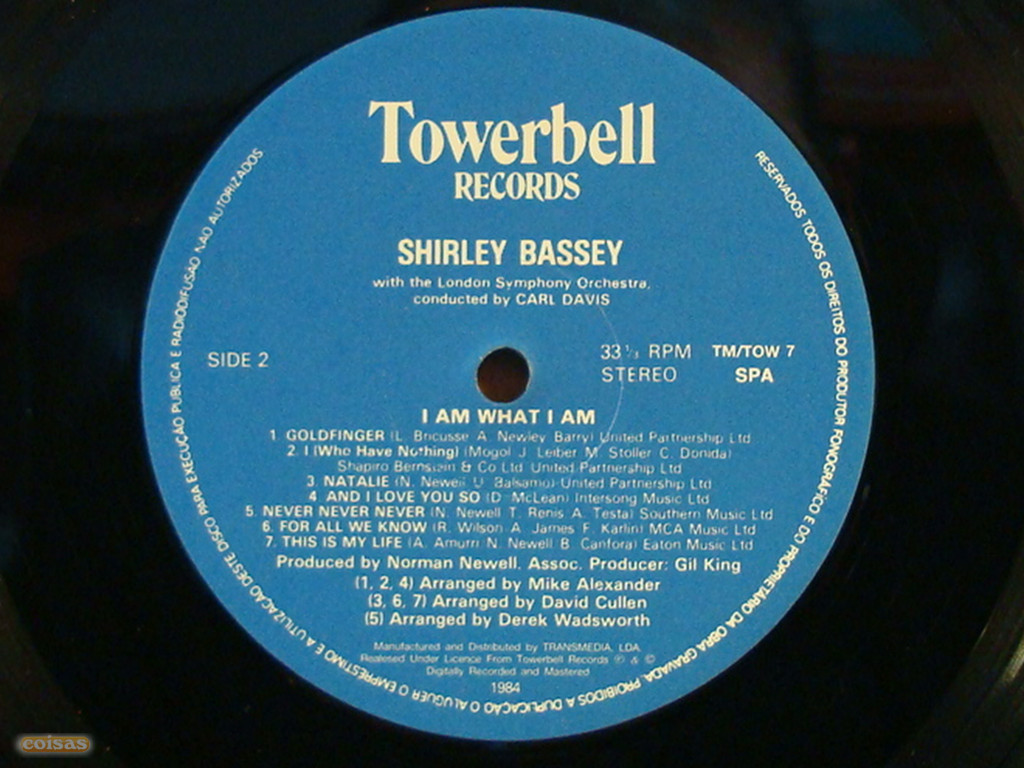 Towerbell
RECORDS
SHIRLEY BASSEY
with the London Symphony Orchestra,
conducted by CARL DAVIS
SIDE 2
33 ⅓ RPM TM/TOW 7
STEREO SPA
I AM WHAT I AM
1 GOLDFINGER (L. Bricusse A. Newley Barry) United Partnership Ltd
2. I (Who Have Nothing) (Mogol J. Leiber M. Stoller C. Donida)
Shapiro Bernstein & Co Ltd United Partnership Ltd
3. NATALIE (N. Newell U. Balsamo) United Partnership Ltd
4 AND I LOVE YOU SO (D. McLean) Intersong Music Ltd
5. NEVER NEVER NEVER (N. Newell T. Renis A. Testa) Southern Music Ltd
6. FOR ALL WE KNOW (R. Wilson A. James F. Karlin) MCA Music Ltd
7. THIS IS MY LIFE (A. Amurri N. Newell B. Canfora) Eaton Music Ltd
Produced by Norman Newell. Assoc. Producer: Gil King
(1, 2, 4) Arranged by Mike Alexander
(3, 6, 7) Arranged by David Cullen
(5) Arranged by Derek Wadsworth
Manufactured and Distributed by TRANSMEDIA, LDA.
Realesed Under Licence From Towerbell Records ℗ & ©
Digitally Recorded and Mastered
1984
RESERVADOS TODOS OS DIREITOS DO PRODUTOR FONOGRÁFICO E DO PROPRIETÁRIO DA OBRA GRAVADA. PROIBIDOS A DUPLICAÇÃO O ALUGUER O EMPRESTIMO E A UTILIZAÇÃO DESTE DISCO PARA EXECUÇÃO PUBLICA E RADIODIFUSÃO NÃO AUTORIZADOS
coisas